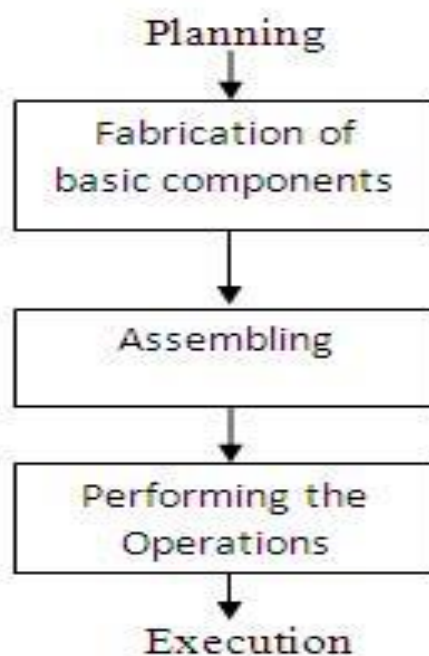 Planning
Fabrication of
basic components
Assembling
Performing the
Operations
Execution